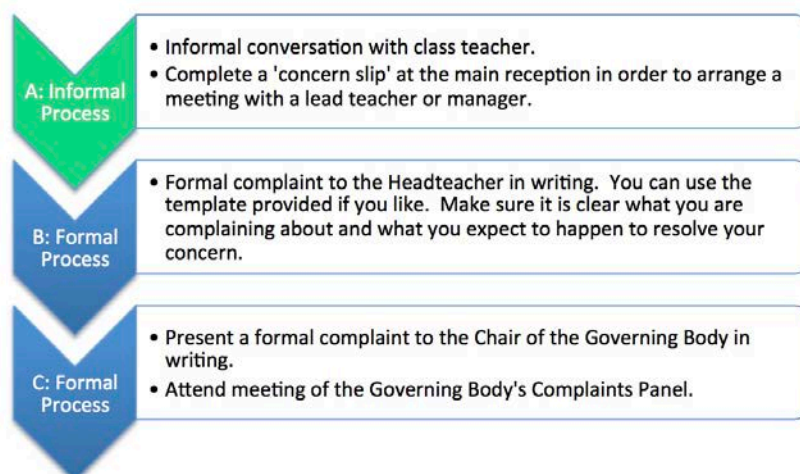 A: Informal
Process
• Informal conversation with class teacher.
• Complete a 'concern slip' at the main reception in order to arrange a
meeting with a lead teacher or manager.
B: Formal
Process
• Formal complaint to the Headteacher in writing.  You can use the
template provided if you like.  Make sure it is clear what you are
complaining about and what you expect to happen to resolve your
concern.
C: Formal
Process
• Present a formal complaint to the Chair of the Governing Body in
writing.
• Attend meeting of the Governing Body's Complaints Panel.